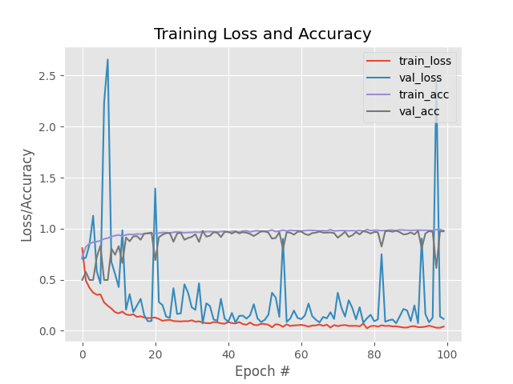 Training Loss and Accuracy
train_loss
val_loss
train_acc
val_acc
Loss/Accuracy
2.5
2.0
1.5
1.0
0.5
0.0
0
20
40
60
80
100
Epoch #